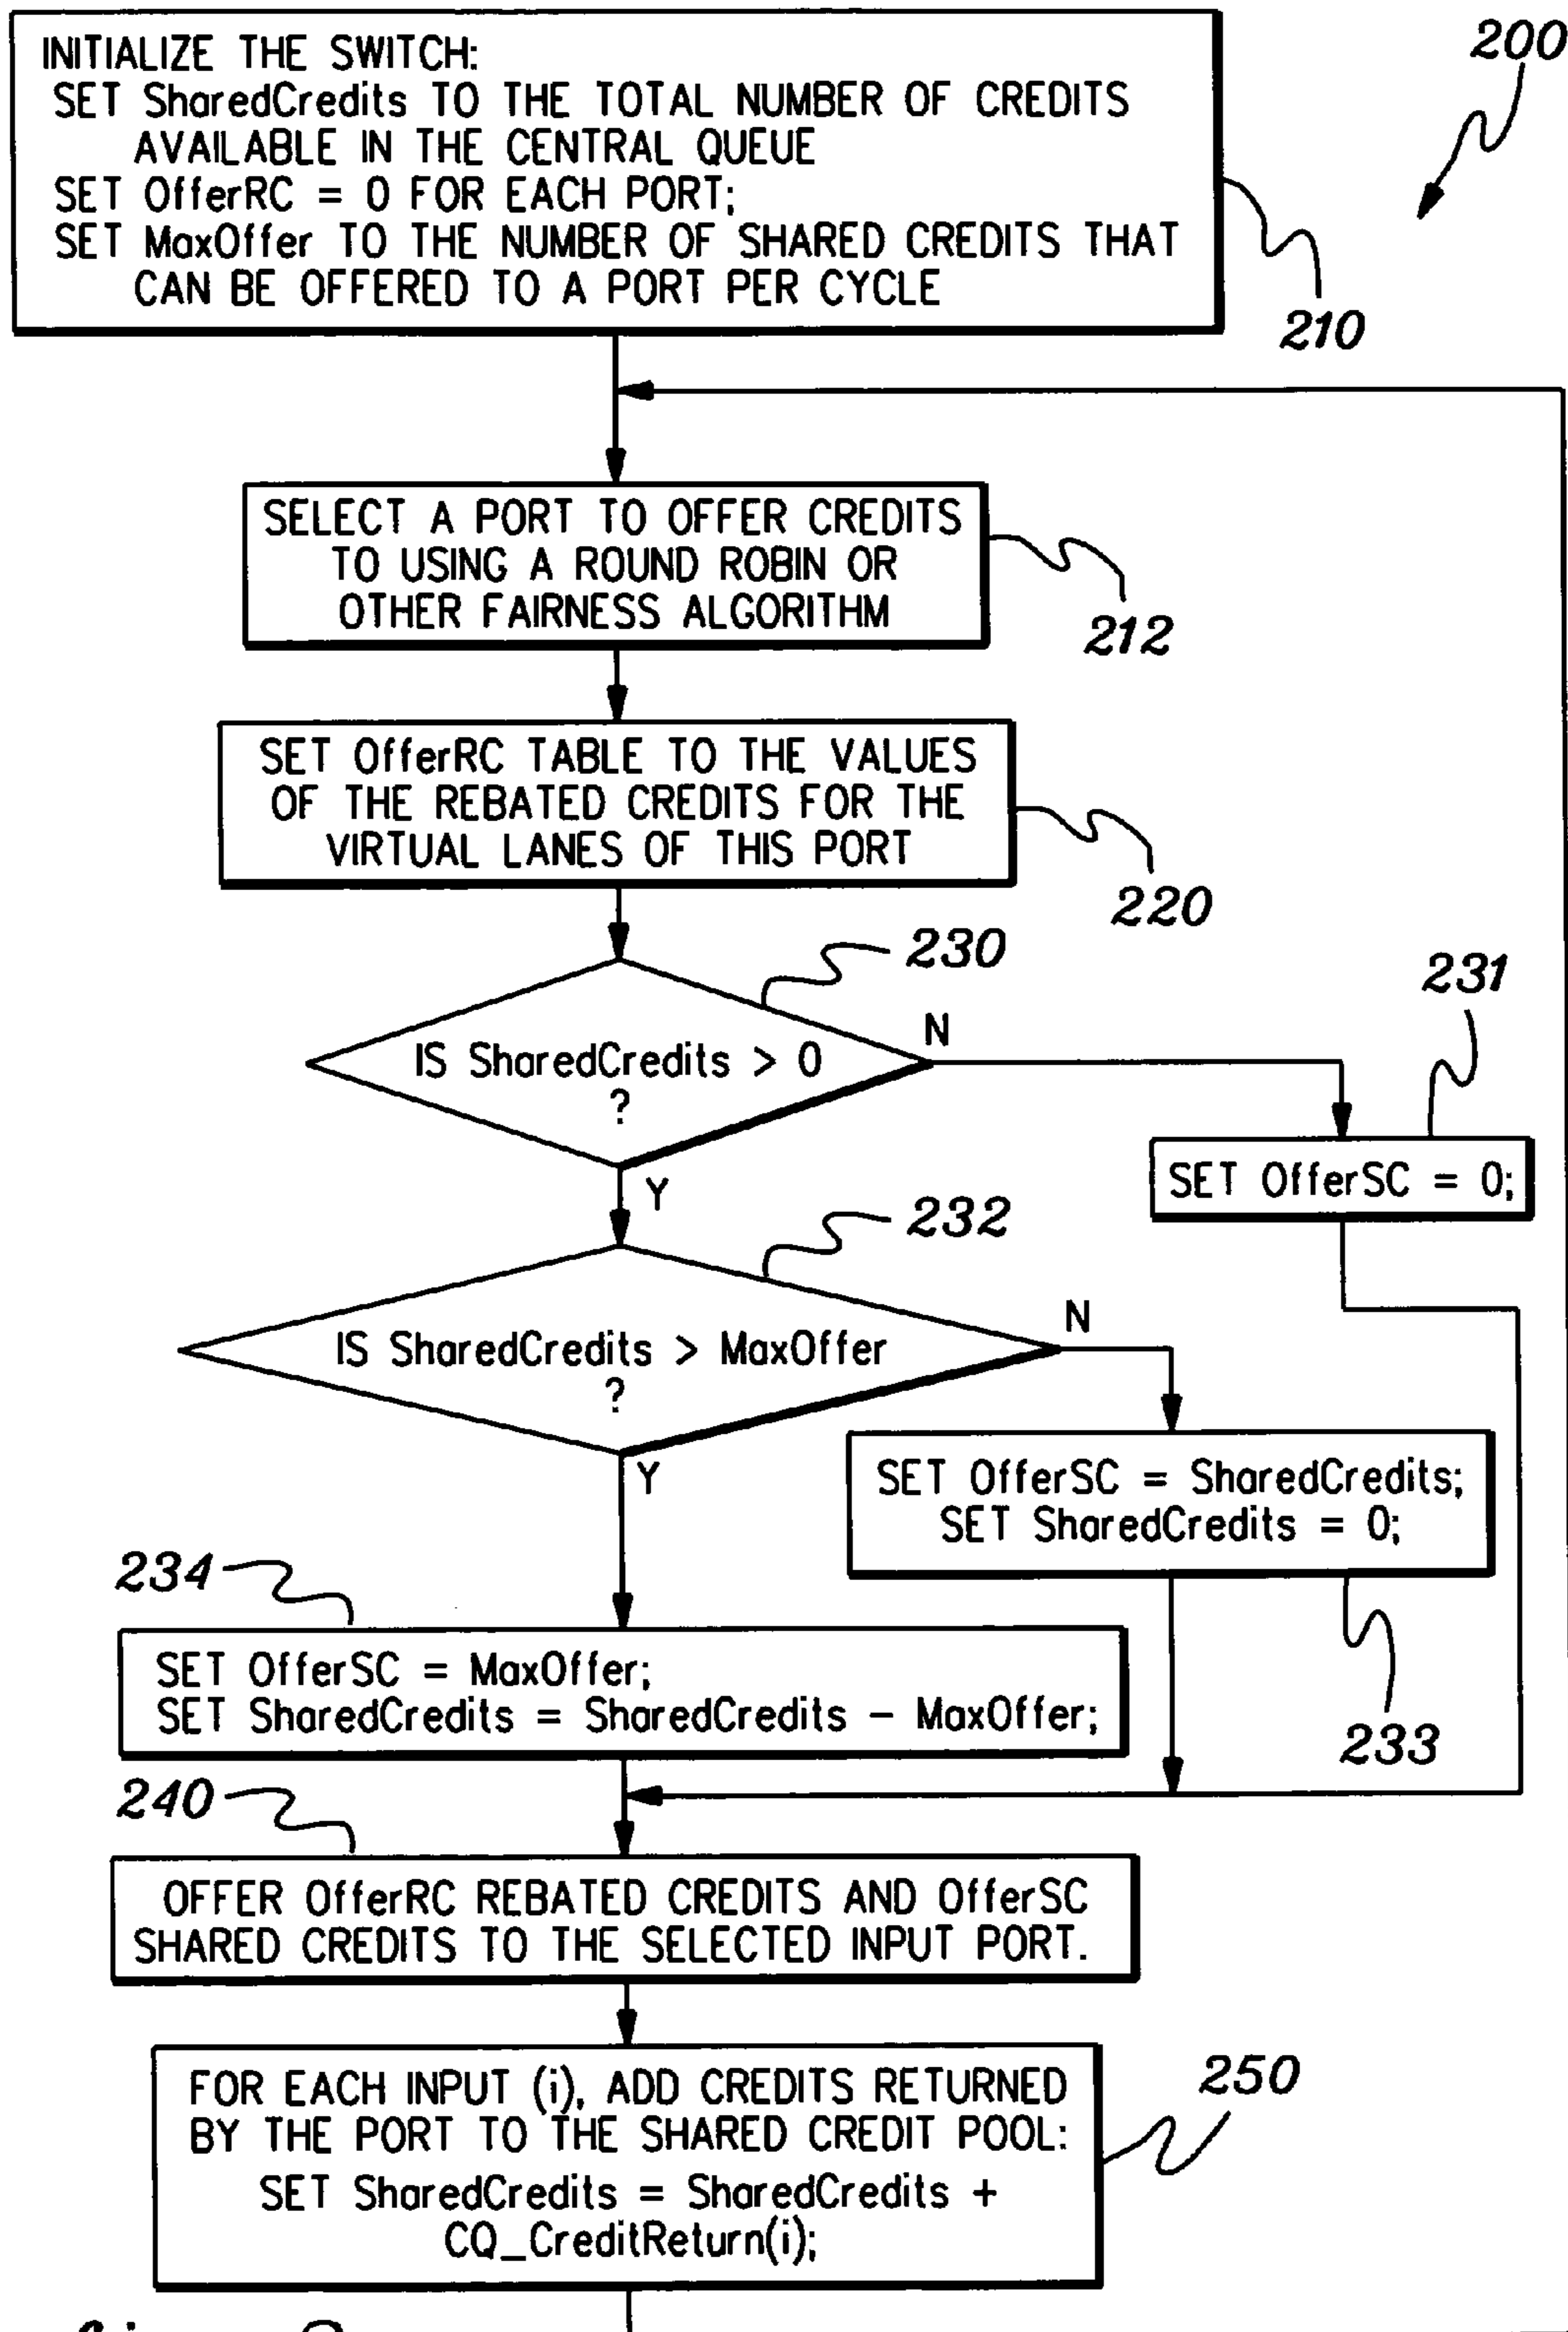 INITIALIZE THE SWITCH:
SET SharedCredits TO THE TOTAL NUMBER OF CREDITS
AVAILABLE IN THE CENTRAL QUEUE
SET OfferRC = 0 FOR EACH PORT;
SET MaxOffer TO THE NUMBER OF SHARED CREDITS THAT
CAN BE OFFERED TO A PORT PER CYCLE
200
210
SELECT A PORT TO OFFER CREDITS
TO USING A ROUND ROBIN OR
OTHER FAIRNESS ALGORITHM
212
SET OfferRC TABLE TO THE VALUES
OF THE REBATED CREDITS FOR THE
VIRTUAL LANES OF THIS PORT
220
230
IS SharedCredits > 0
?
N
Y
231
SET OfferSC = 0;
232
IS SharedCredits > MaxOffer
?
N
Y
SET OfferSC = SharedCredits;
SET SharedCredits = 0;
233
234
SET OfferSC = MaxOffer;
SET SharedCredits = SharedCredits - MaxOffer;
240
OFFER OfferRC REBATED CREDITS AND OfferSC
SHARED CREDITS TO THE SELECTED INPUT PORT.
250
FOR EACH INPUT (i), ADD CREDITS RETURNED
BY THE PORT TO THE SHARED CREDIT POOL:
SET SharedCredits = SharedCredits +
CQ_CreditReturn(i);